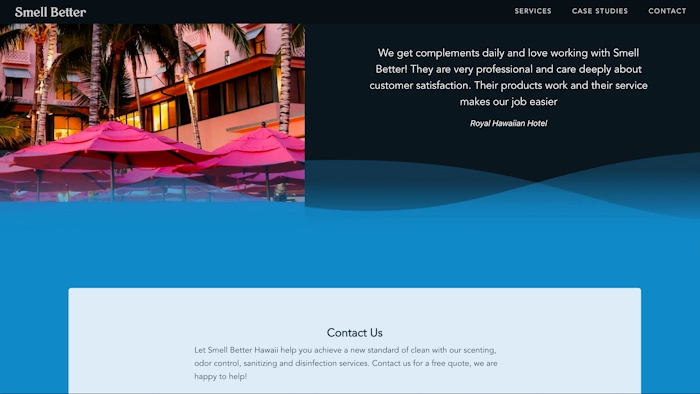 Smell Better
SERVICES CASE STUDIES CONTACT
We get complements daily and love working with Smell
Better! They are very professional and care deeply about
customer satisfaction. Their products work and their service
makes our job easier
Royal Hawaiian Hotel
Contact Us
Let Smell Better Hawaii help you achieve a new standard of clean with our scenting,
odor control, sanitizing and disinfection services. Contact us for a free quote, we are
happy to help!